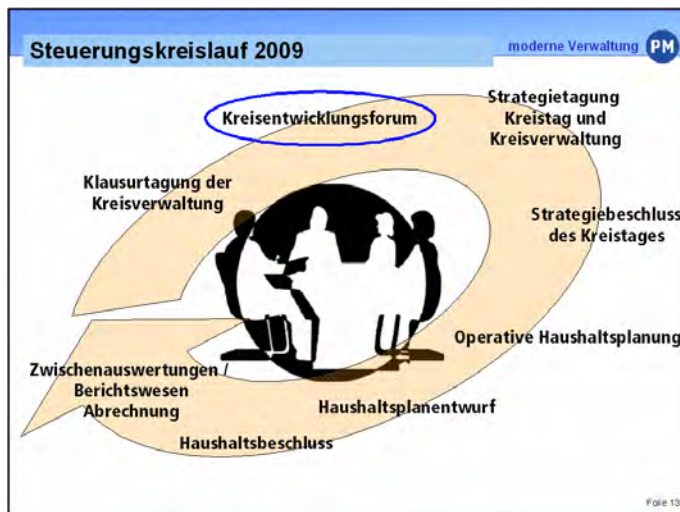 Steuerungskreislauf 2009
moderne Verwaltung PM
Kreisentwicklungsforum
Strategietagung
Kreistag und
Kreisverwaltung
Klausurtagung der
Kreisverwaltung
Strategiebeschluss
des Kreistages
Operative Haushaltsplanung
Zwischenauswertungen /
Berichtswesen
Abrechnung
Haushaltsplanentwurf
Haushaltsbeschluss
Folie 13